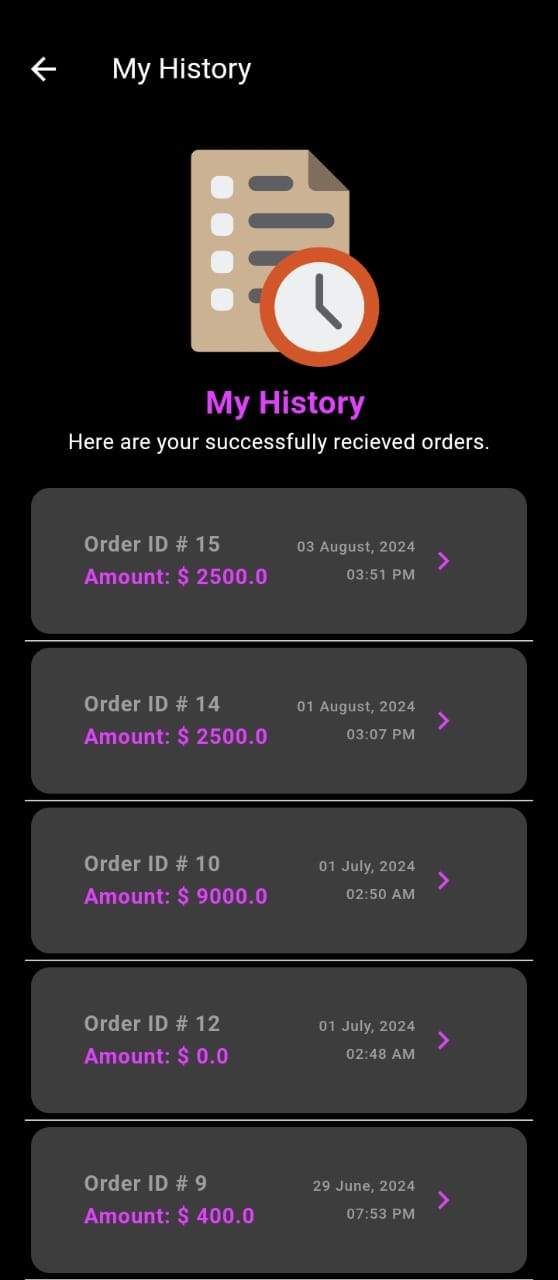 My History
My History
Here are your successfully recieved orders.
Order ID # 15
03 August, 2024
Amount: $ 2500.0
03:51 PM
Order ID # 14
01 August, 2024
Amount: $ 2500.0
03:07 PM
Order ID # 10
01 July, 2024
Amount: $ 9000.0
02:50 AM
Order ID # 12
01 July, 2024
Amount: $ 0.0
02:48 AM
Order ID # 9
29 June, 2024
Amount: $ 400.0
07:53 PM